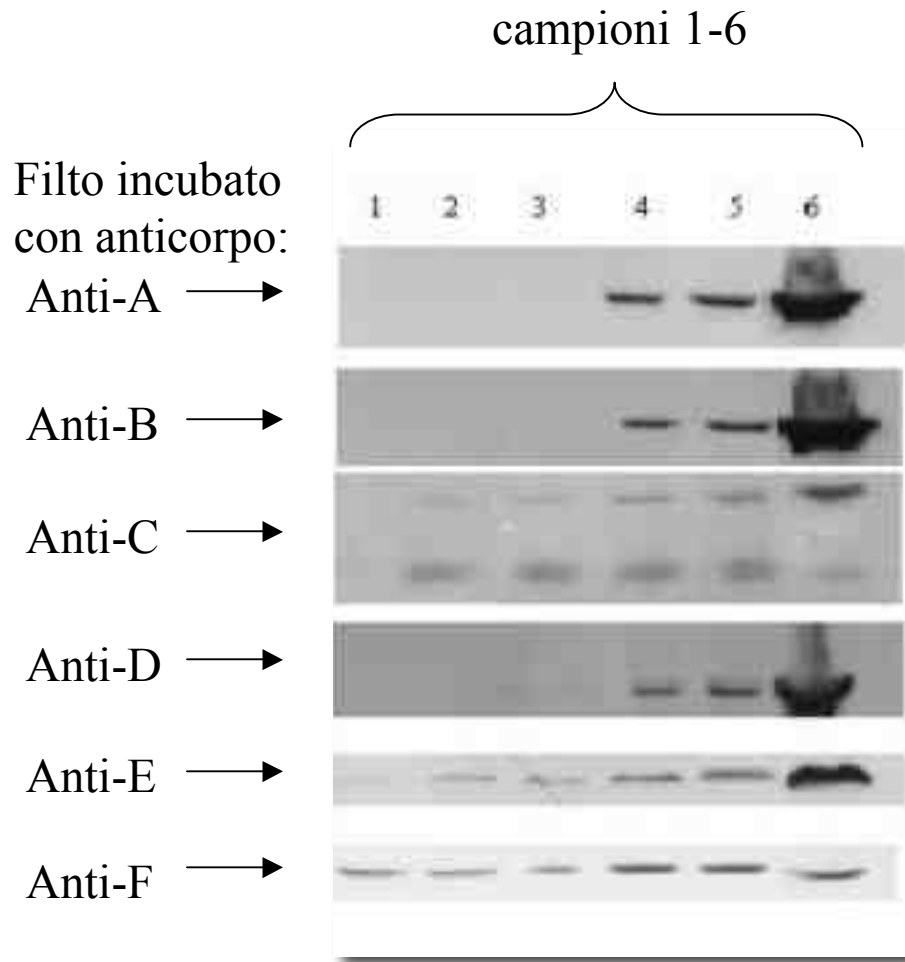 campioni 1-6
Filto incubato
con anticorpo:
1 2 3 4 5 6
Anti-A
Anti-B
Anti-C
Anti-D
Anti-E
Anti-F